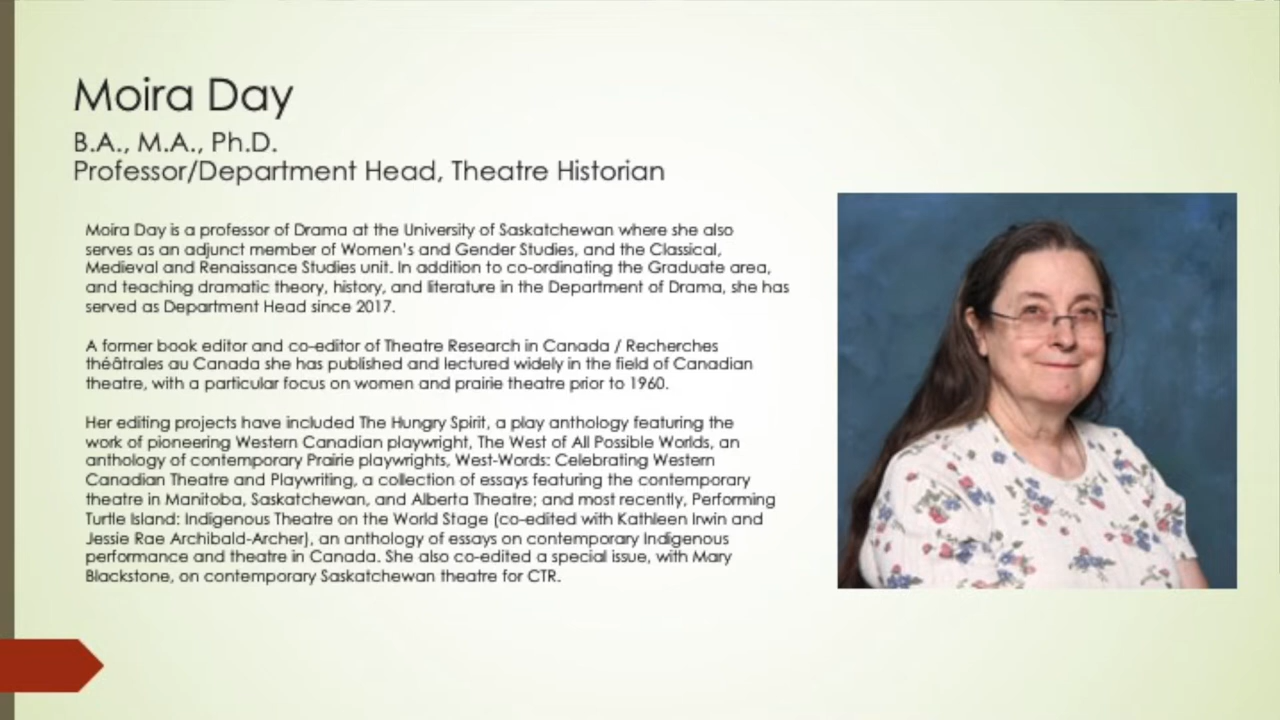 Moira Day
B.A., M.A., Ph.D.
Professor/Department Head, Theatre Historian
Moira Day is a professor of Drama at the University of Saskatchewan where she also
serves as an adjunct member of Women's and Gender Studies, and the Classical,
Medieval and Renaissance Studies unit. In addition to co-ordinating the Graduate area,
and teaching dramatic theory, history, and literature in the Department of Drama, she has
served as Department Head since 2017.
A former book editor and co-editor of Theatre Research in Canada / Recherches
théâtrales au Canada she has published and lectured widely in the field of Canadian
theatre, with a particular focus on women and prairie theatre prior to 1960.
Her editing projects have included The Hungry Spirit, a play anthology featuring the
work of pioneering Western Canadian playwright, The West of All Possible Worlds, an
anthology of contemporary Prairie playwrights, West-Words: Celebrating Western
Canadian Theatre and Playwriting, a collection of essays featuring the contemporary
theatre in Manitoba, Saskatchewan, and Alberta Theatre; and most recently, Performing
Turtle Island: Indigenous Theatre on the World Stage (co-edited with Kathleen Irwin and
Jessie Rae Archibald-Archer), an anthology of essays on contemporary Indigenous
performance and theatre in Canada. She also co-edited a special issue, with Mary
Blackstone, on contemporary Saskatchewan theatre for CTR.